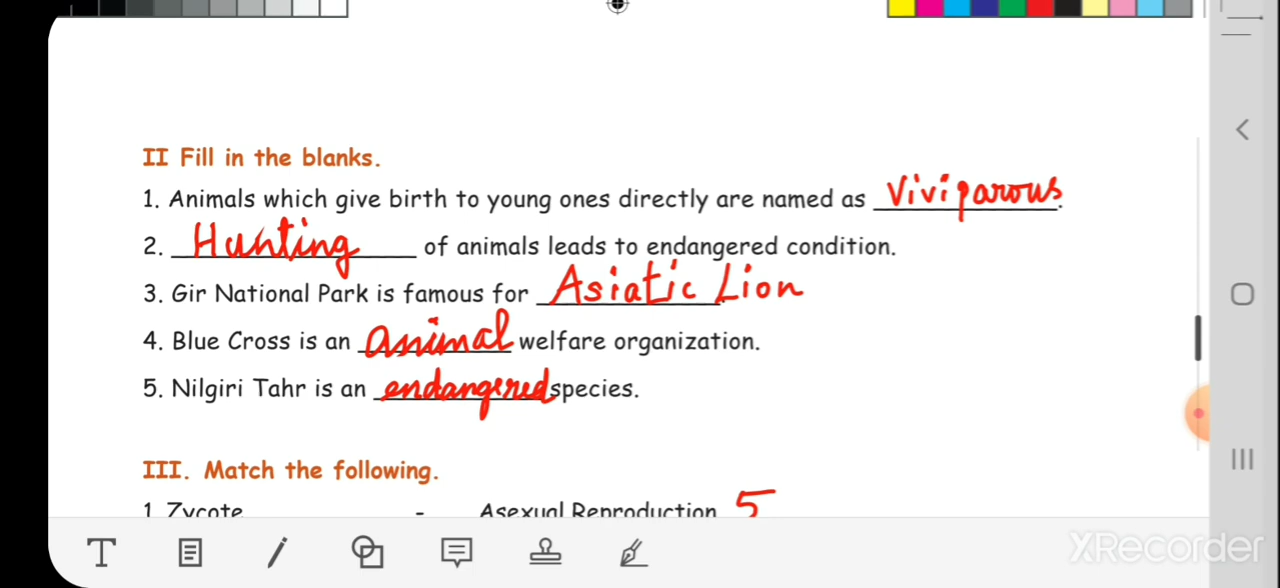 II Fill in the blanks.
1. Animals which give birth to young ones directly are named as Viviparous.
2. Hunting of animals leads to endangered condition.
3. Gir National Park is famous for Asiatic Lion
4. Blue Cross is an animal welfare organization.
5. Nilgiri Tahr is an endangered species.
III. Match the following.
1. Zycote - Asexual Reproduction 5
T
XRecorder